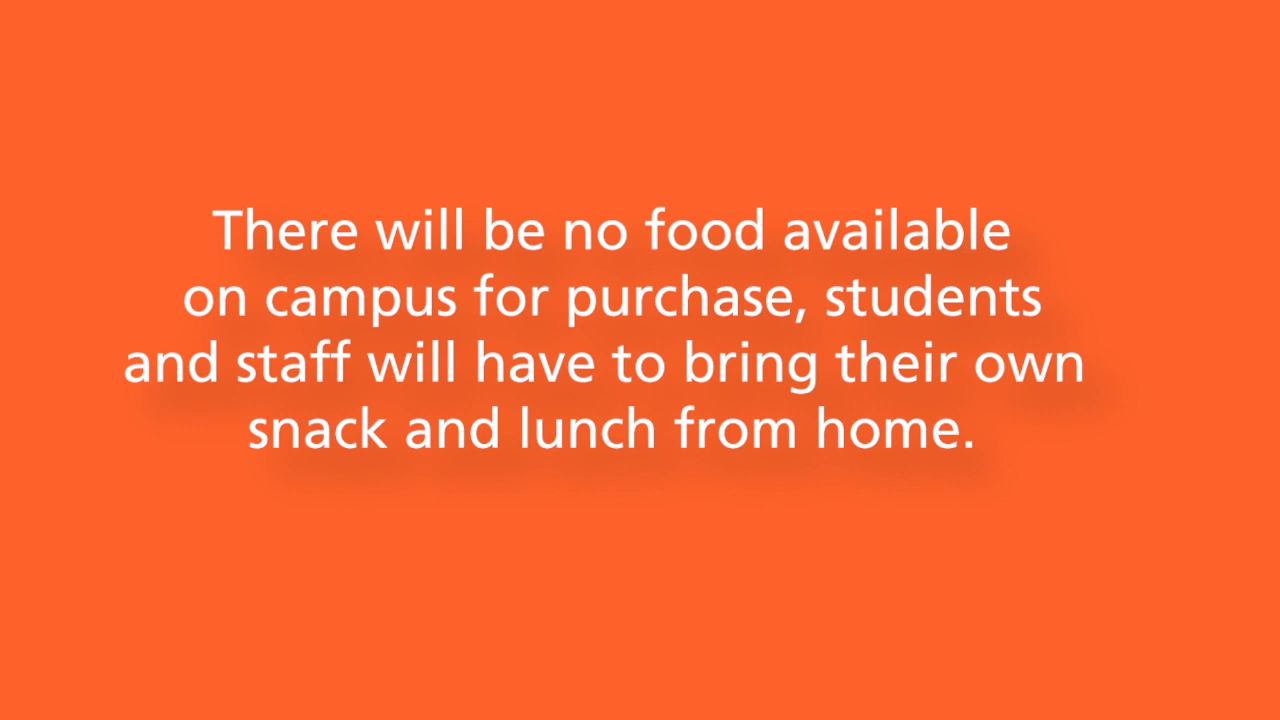 There will be no food available
on campus for purchase, students
and staff will have to bring their own
snack and lunch from home.